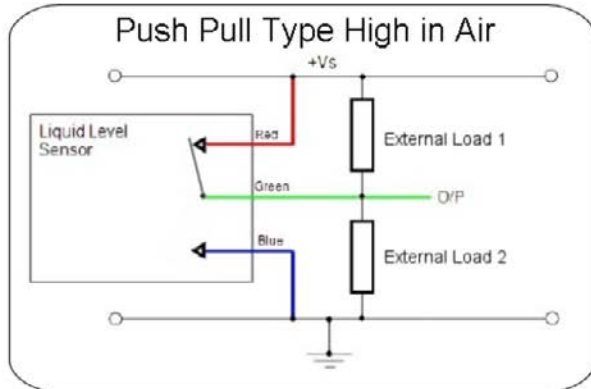 Push Pull Type High in Air
+Vs
Liquid Level
Sensor
Red
External Load 1
Green
O/P
Blue
External Load 2